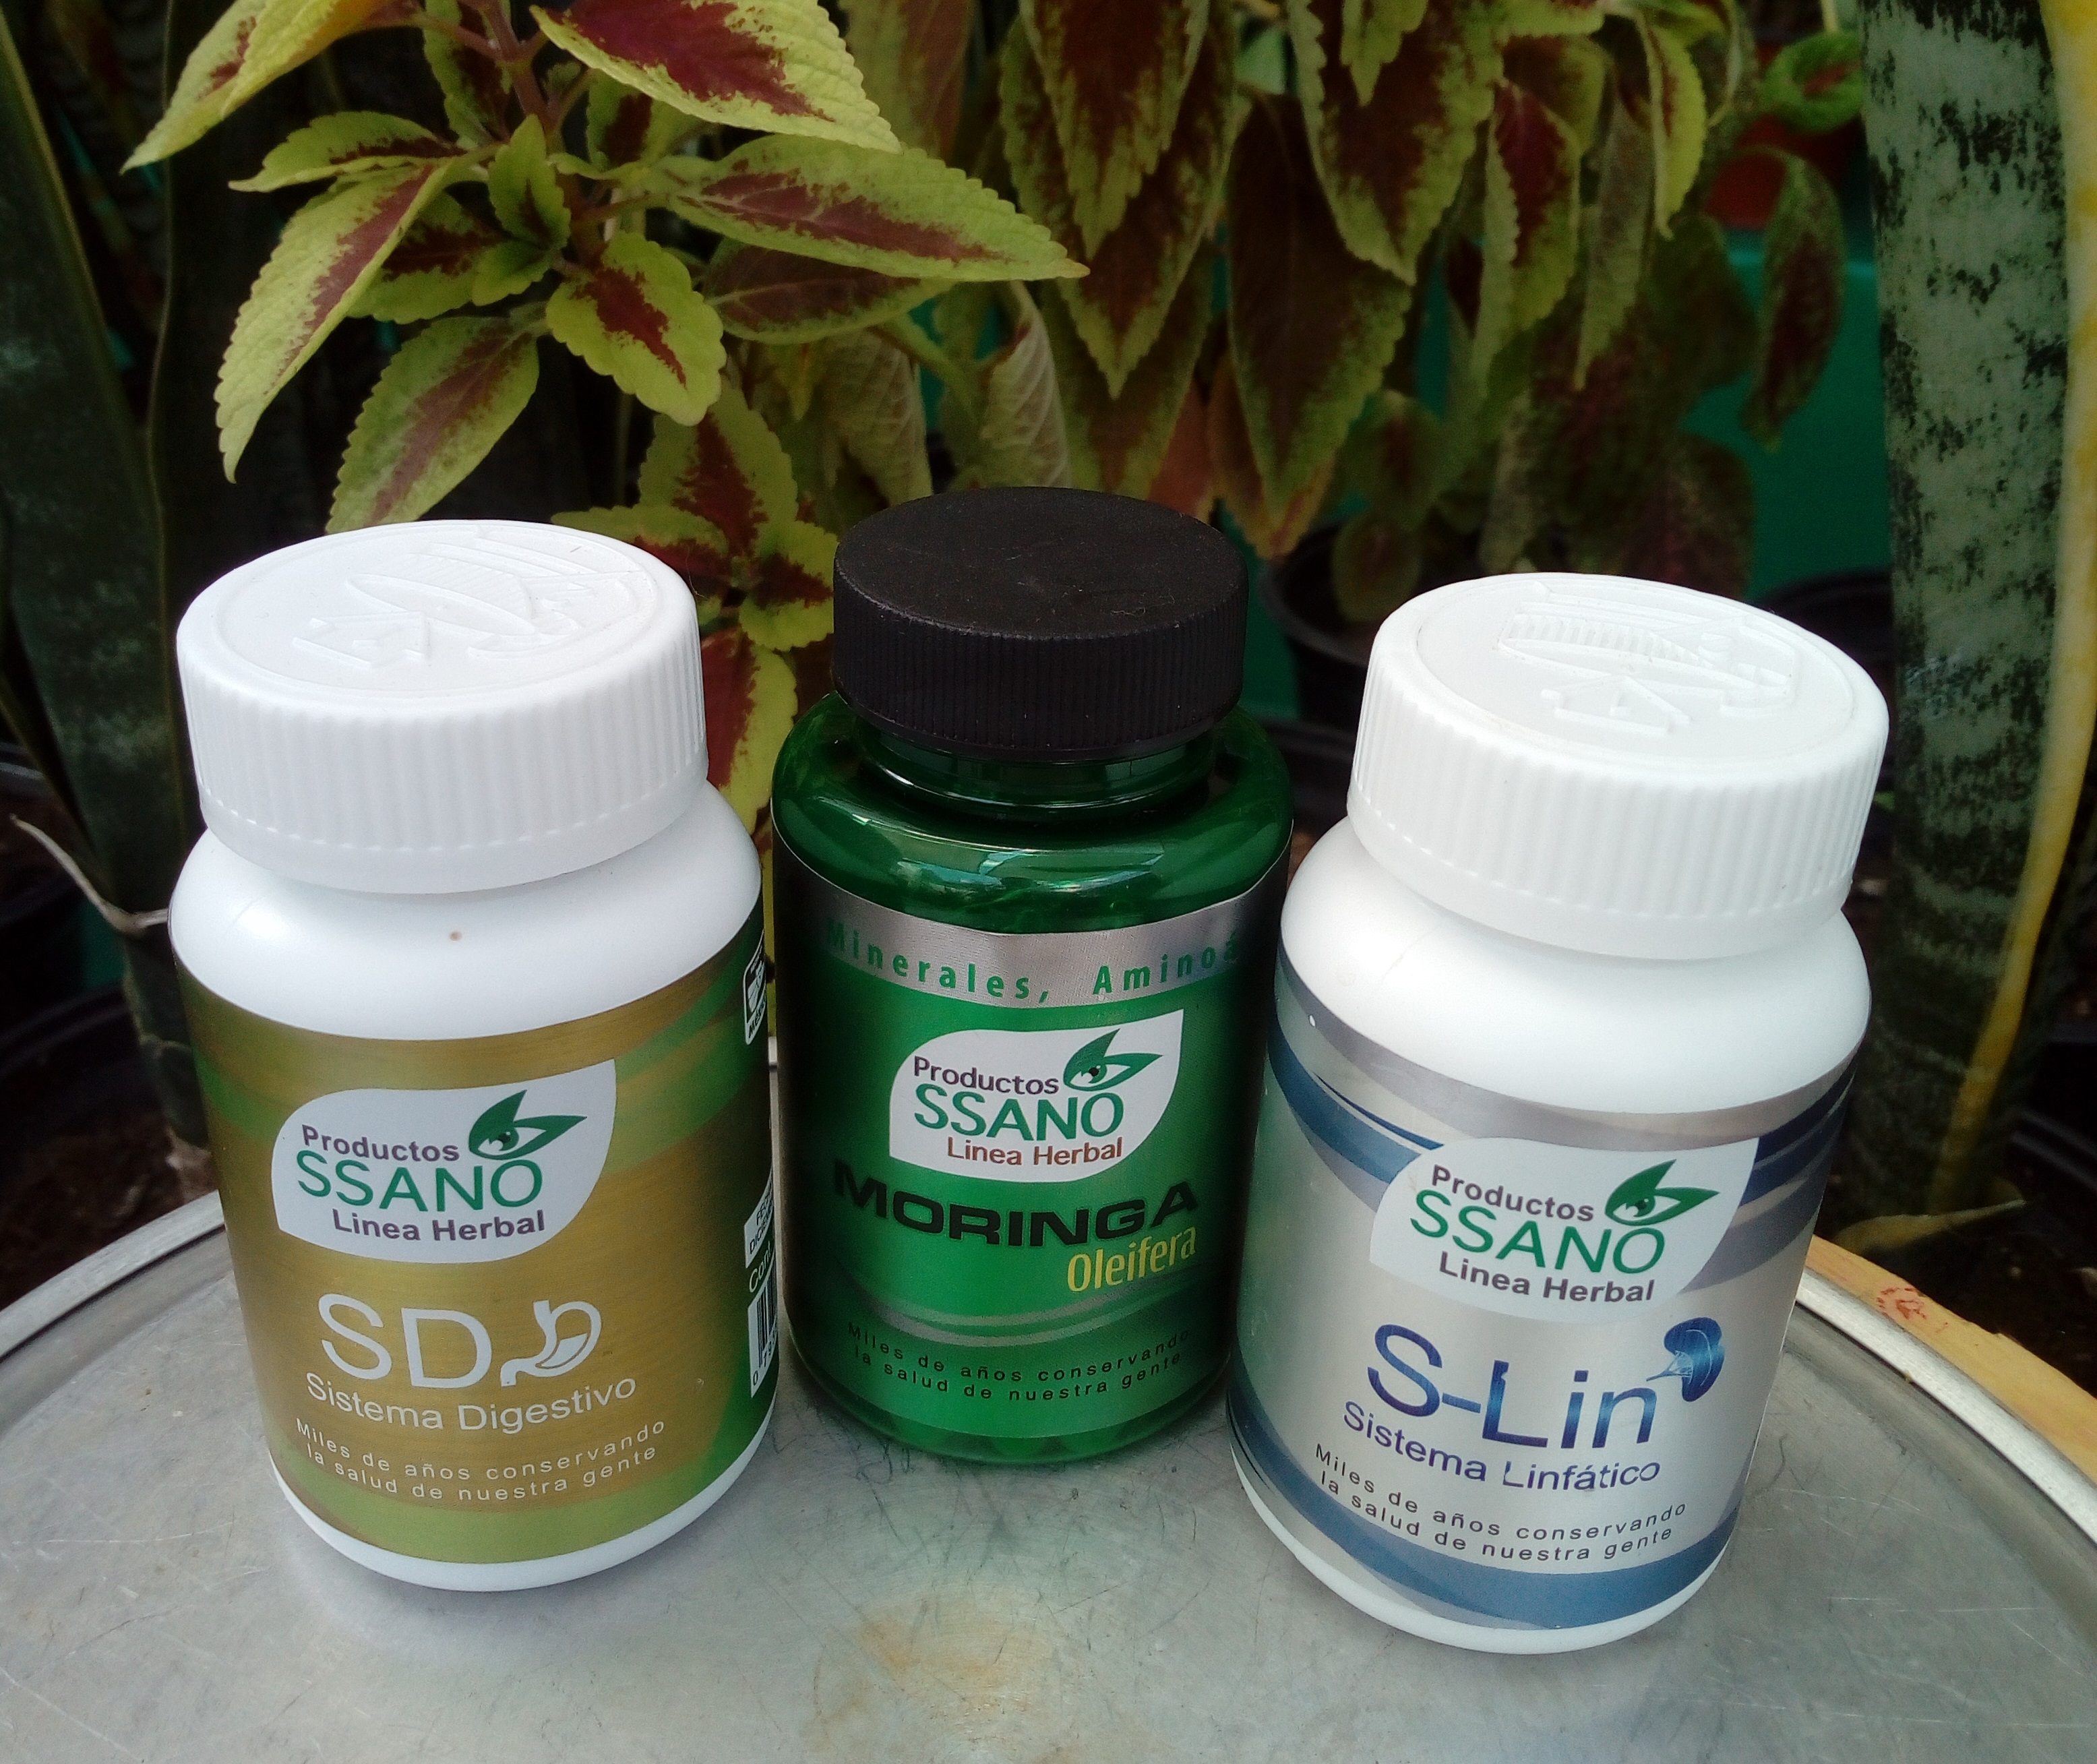 Productos
SSANO
Linea Herbal
SD
Sistema Digestivo
Miles de años conservando
la salud de nuestra gente
Minerales, Aminoá
Productos
SSANO
Linea Herbal
MORINGA
Oleifera
Miles de años conservando
la salud de nuestra gente
Productos
SSANO
Linea Herbal
S-Lin
Sistema Linfático
Miles de años conservando
la salud de nuestra gente